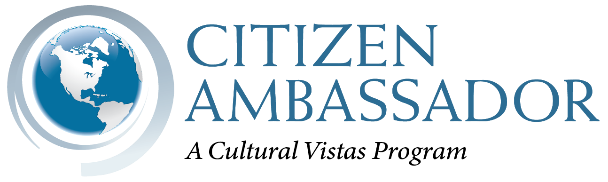 CITIZEN
AMBASSADOR
A Cultural Vistas Program